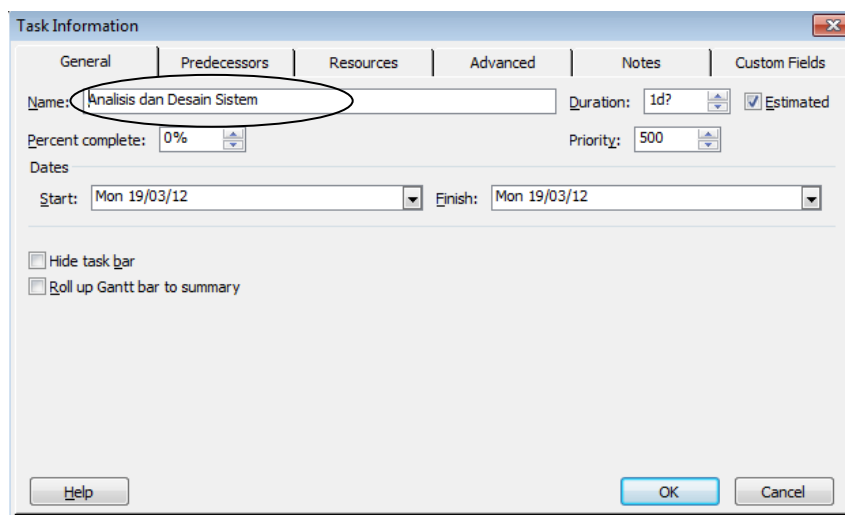 Task Information
General Predecessors Resources Advanced Notes Custom Fields
Name: Analisis dan Desain Sistem Duration: 1d? Estimated
Percent complete: 0% Priority: 500
Dates
Start: Mon 19/03/12 Finish: Mon 19/03/12
Hide task bar
Roll up Gantt bar to summary
Help OK Cancel